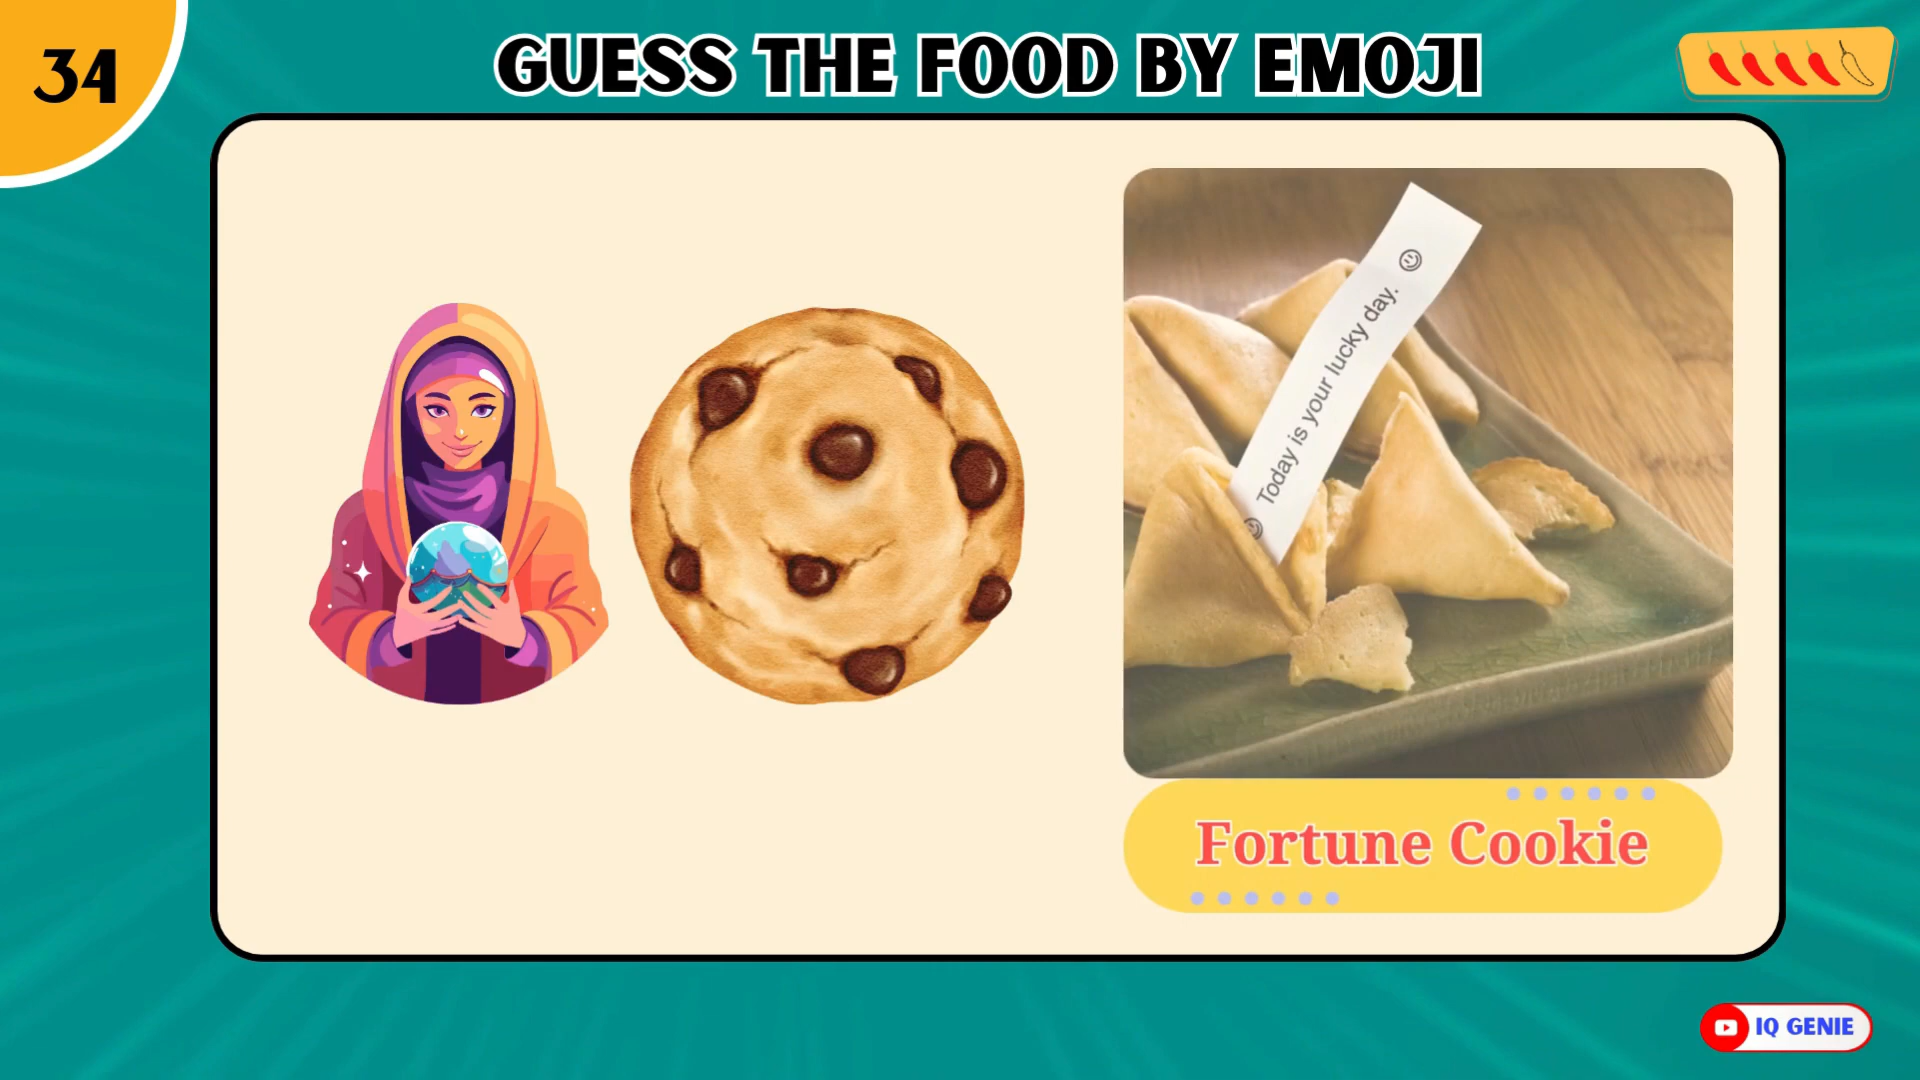 34
GUESS THE FOOD BY EMOJI
Today is your lucky day.
Fortune Cookie
IQ GENIE